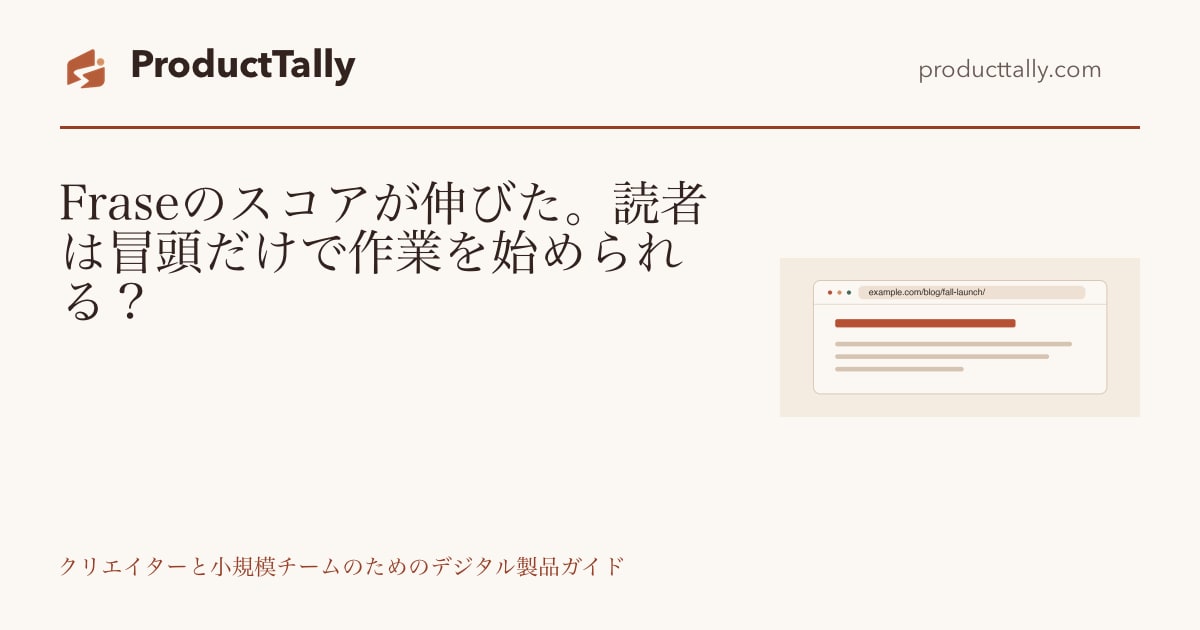 ProductTally
producttally.com
Fraseのスコアが伸びた。読者
は冒頭だけで作業を始められ
る？
example.com/blog/fall-launch/
クリエイターと小規模チームのためのデジタル製品ガイド